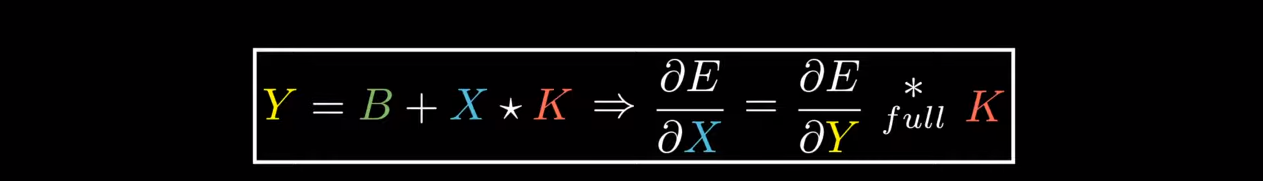 Y = B + X ⋆ K ⇒ ∂E/∂X = ∂E/∂Y *full K